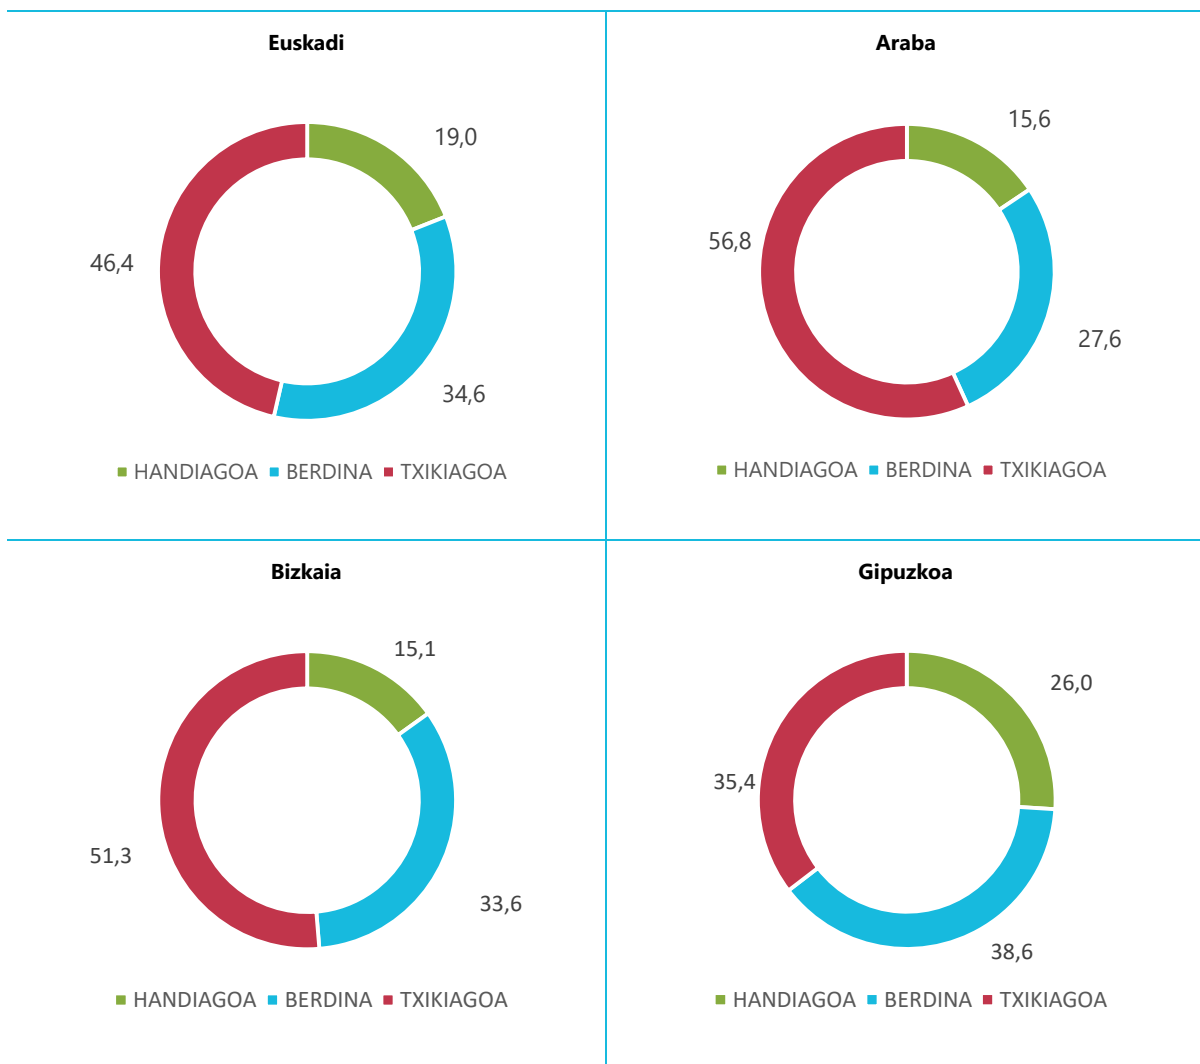 Euskadi
19,0
46,4
34,6
HANDIAGOA BERDINA TXIKIAGOA
Araba
15,6
56,8
27,6
HANDIAGOA BERDINA TXIKIAGOA
Bizkaia
15,1
51,3
33,6
HANDIAGOA BERDINA TXIKIAGOA
Gipuzkoa
26,0
35,4
38,6
HANDIAGOA BERDINA TXIKIAGOA